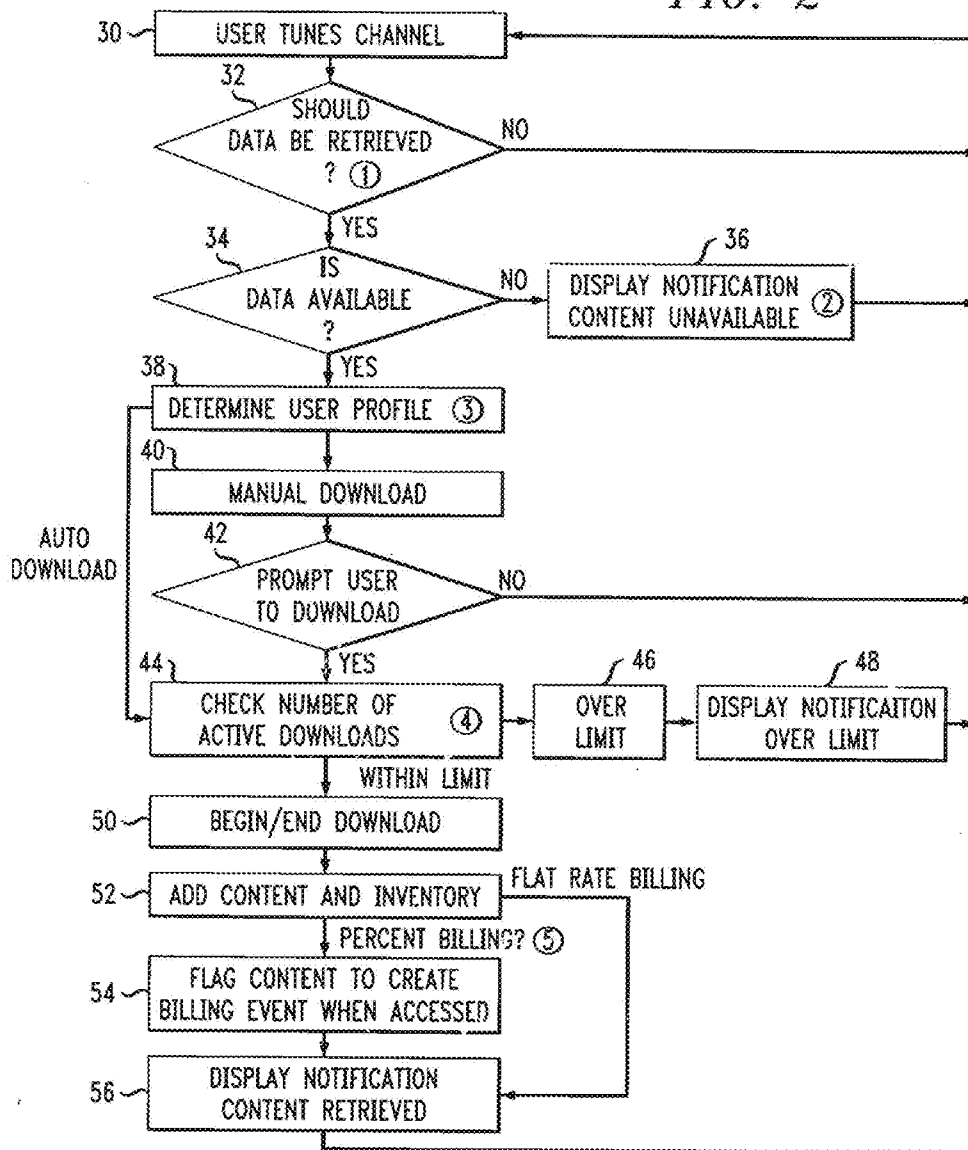 FIG. 2
30
USER TUNES CHANNEL
32
SHOULD
DATA BE RETRIEVED
? ①
NO
YES
34
IS
DATA AVAILABLE
?
NO
36
DISPLAY NOTIFICATION
CONTENT UNAVAILABLE ②
YES
38
DETERMINE USER PROFILE ③
40
MANUAL DOWNLOAD
AUTO
DOWNLOAD
42
PROMPT USER
TO DOWNLOAD
NO
YES
44
CHECK NUMBER OF
ACTIVE DOWNLOADS ④
46
OVER
LIMIT
48
DISPLAY NOTIFICAITON
OVER LIMIT
WITHIN LIMIT
50
BEGIN/END DOWNLOAD
52
ADD CONTENT AND INVENTORY
FLAT RATE BILLING
PERCENT BILLING? ⑤
54
FLAG CONTENT TO CREATE
BILLING EVENT WHEN ACCESSED
56
DISPLAY NOTIFICATION
CONTENT RETRIEVED